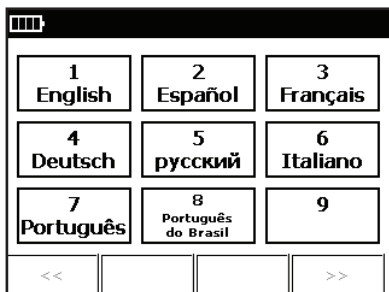 1
English
2
Español
3
Français
4
Deutsch
5
русский
6
Italiano
7
Português
8
Português
do Brasil
9
<<
>>